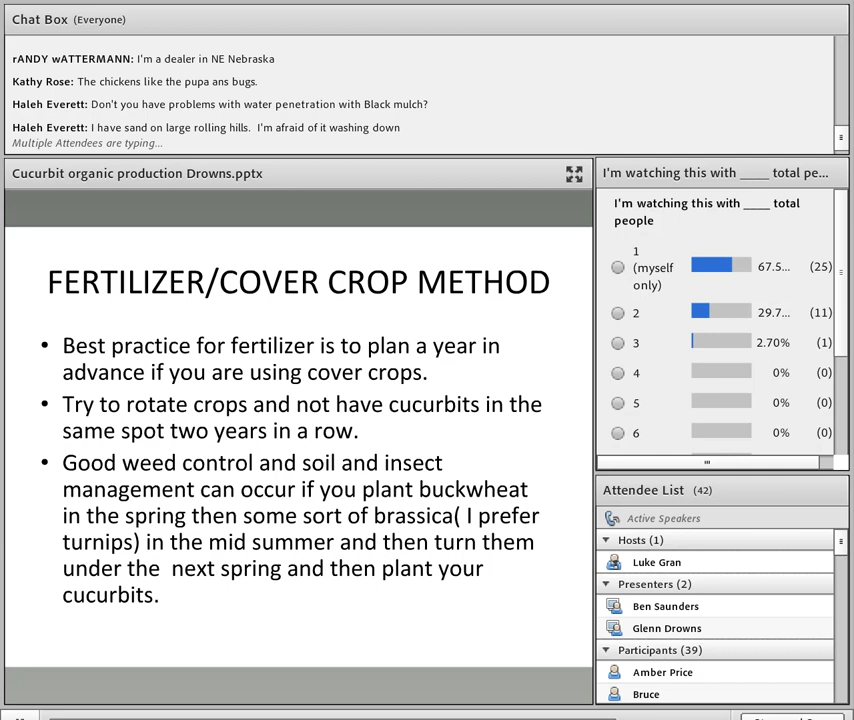 Chat Box (Everyone)
rANDY wATTERMANN: I'm a dealer in NE Nebraska
Kathy Rose: The chickens like the pupa ans bugs.
Haleh Everett: Don't you have problems with water penetration with Black mulch?
Haleh Everett: I have sand on large rolling hills. I'm afraid of it washing down
Multiple Attendees are typing...
Cucurbit organic production Drowns.pptx
FERTILIZER/COVER CROP METHOD
• Best practice for fertilizer is to plan a year in
advance if you are using cover crops.
• Try to rotate crops and not have cucurbits in the
same spot two years in a row.
• Good weed control and soil and insect
management can occur if you plant buckwheat
in the spring then some sort of brassica( I prefer
turnips) in the mid summer and then turn them
under the next spring and then plant your
cucurbits.
I'm watching this with ____ total pe...
I'm watching this with ____ total
people
1
(myself
only)
67.5... (25)
2 29.7... (11)
3 2.70% (1)
4 0% (0)
5 0% (0)
6 0% (0)
Attendee List (42)
Active Speakers
Hosts (1)
Luke Gran
Presenters (2)
Ben Saunders
Glenn Drowns
Participants (39)
Amber Price
Bruce